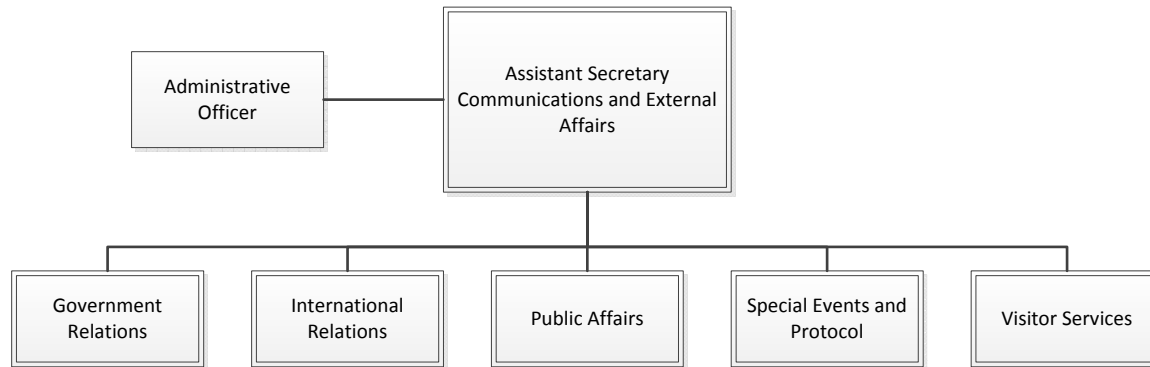 Administrative
Officer
Assistant Secretary
Communications and External
Affairs
Government
Relations
International
Relations
Public Affairs
Special Events and
Protocol
Visitor Services